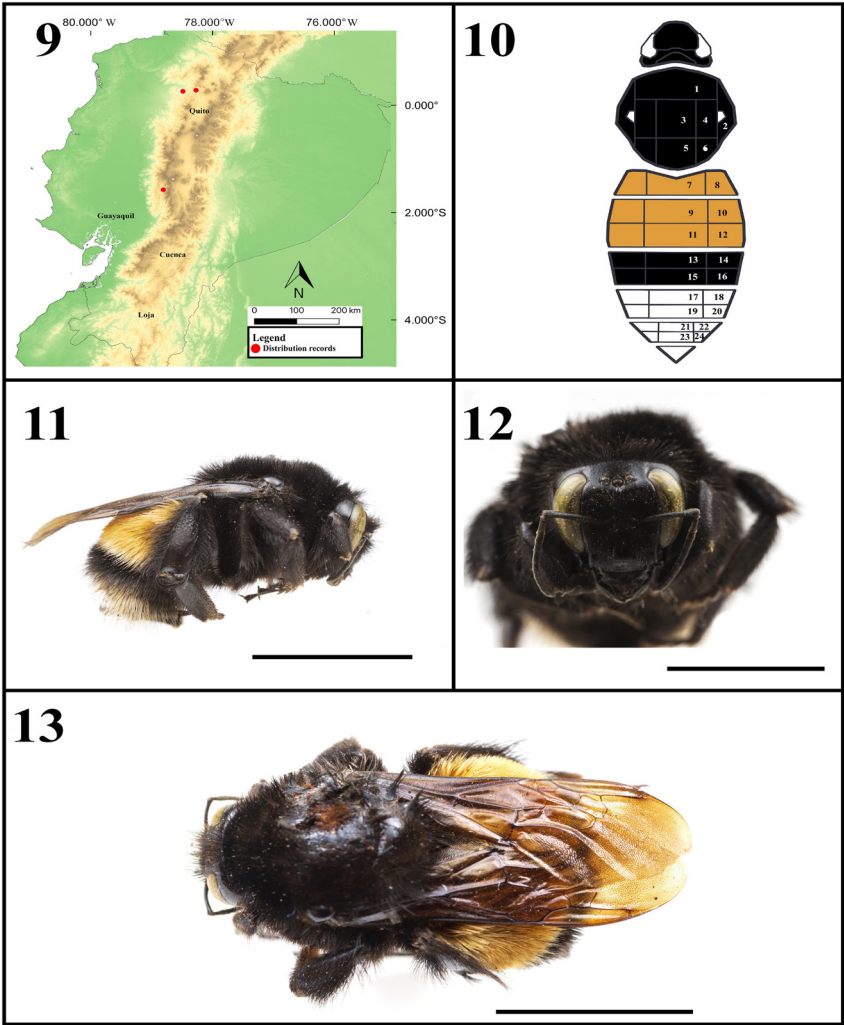 9
80.000° W 78.000° W 76.000° W
0.000°
2.000°S
4.000°S
Quito
Guayaquil
Cuenca
Loja
N
0 100 200 km
Legend
Distribution records
10
1
3 4 2
5 6
7 8
9 10
11 12
13 14
15 16
17 18
19 20
21 22
23 24
11
12
13